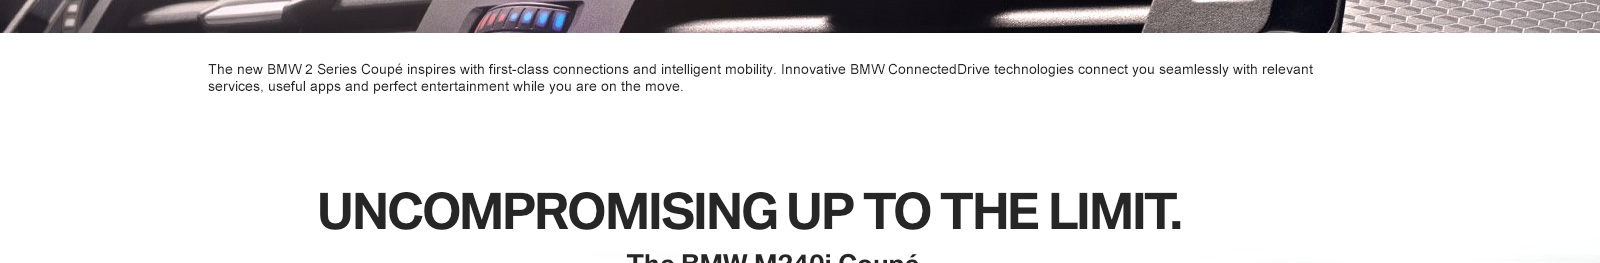 The new BMW 2 Series Coupé inspires with first-class connections and intelligent mobility. Innovative BMW ConnectedDrive technologies connect you seamlessly with relevant
services, useful apps and perfect entertainment while you are on the move.
UNCOMPROMISING UP TO THE LIMIT.
The BMW M240i Coupé